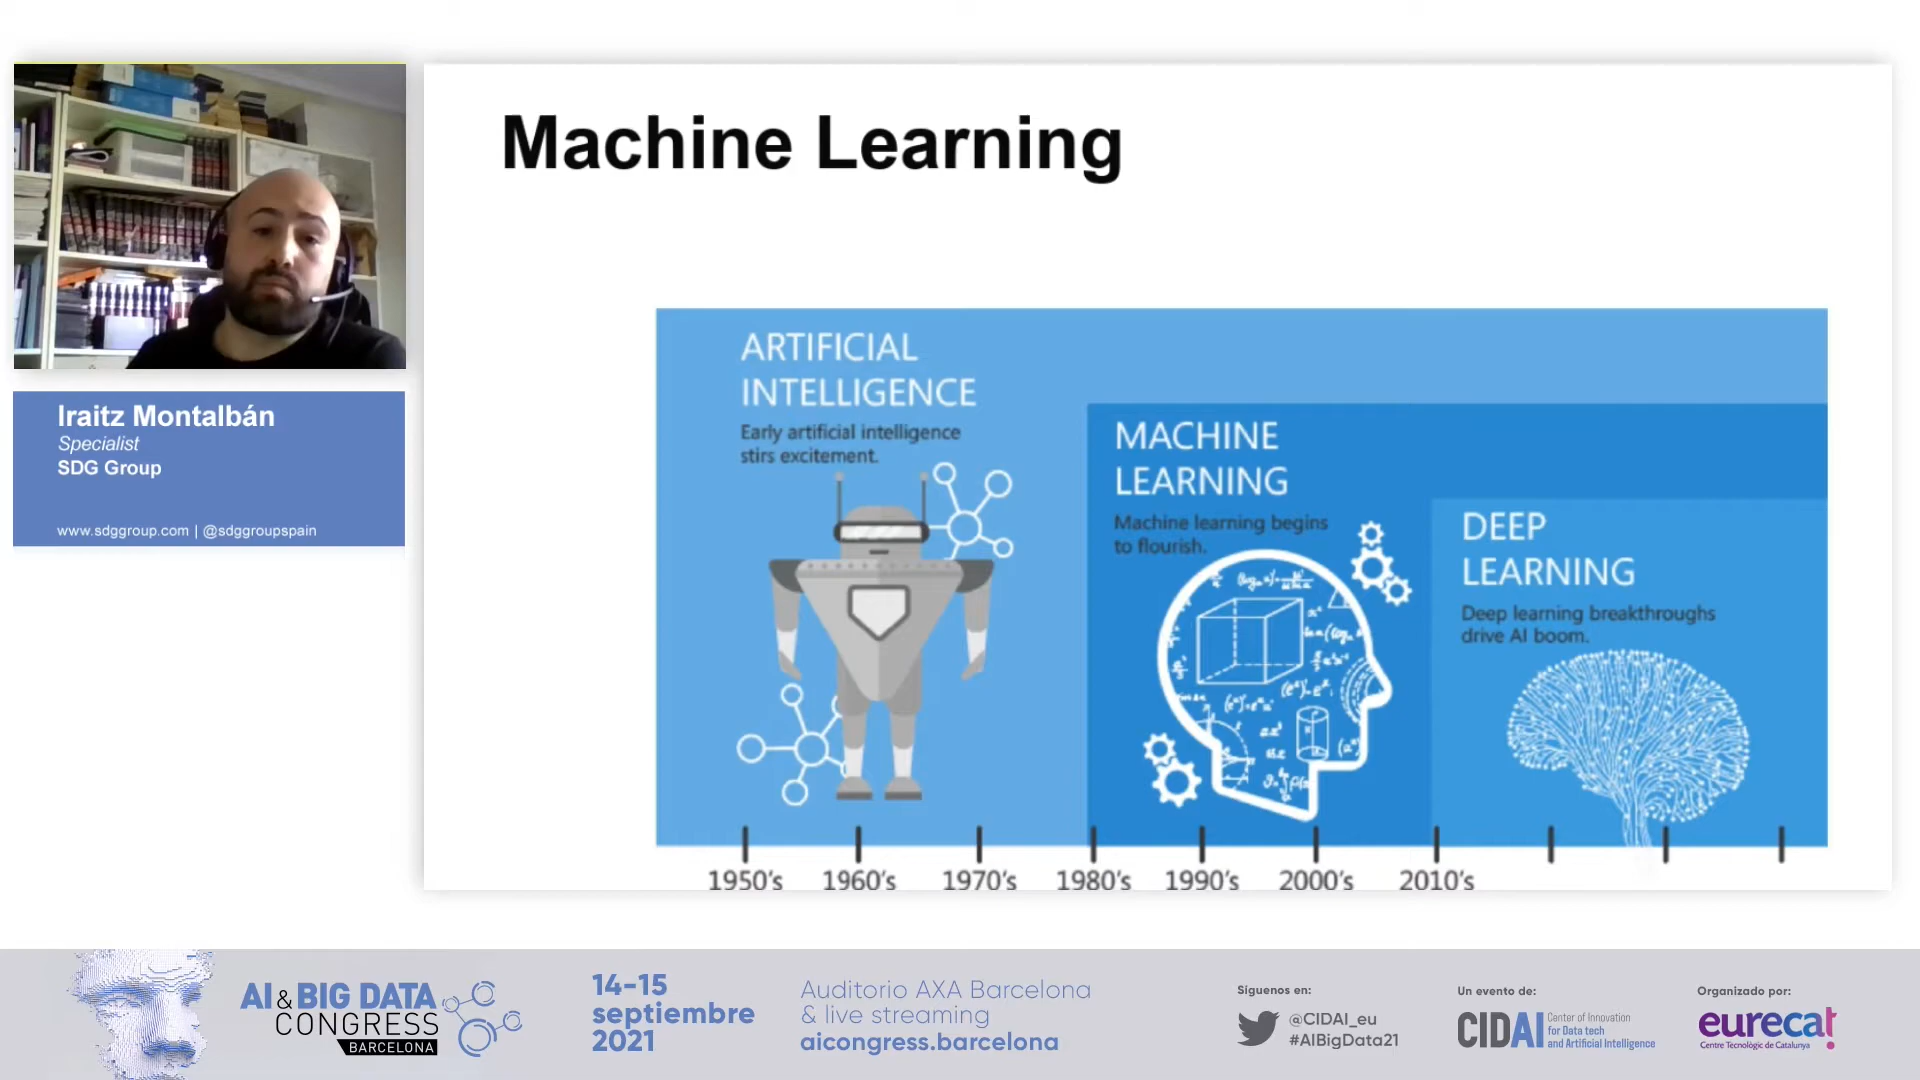 Machine Learning
Iraitz Montalbán
Specialist
SDG Group
www.sdggroup.com | @sdggroupspain
ARTIFICIAL
INTELLIGENCE
Early artificial intelligence
stirs excitement.
MACHINE
LEARNING
Machine learning begins
to flourish.
DEEP
LEARNING
Deep learning breakthroughs
drive AI boom.
1950's 1960's 1970's 1980's 1990's 2000's 2010's
AI & BIG DATA
CONGRESS
BARCELONA
14-15
septiembre
2021
Auditorio AXA Barcelona
& live streaming
aicongress.barcelona
Síguenos en:
@CIDAI_eu
#AIBigData21
Un evento de:
CIDAI
Center of Innovation
for Data tech
and Artificial Intelligence
Organizado por:
eurecat
Centre Tecnològic de Catalunya